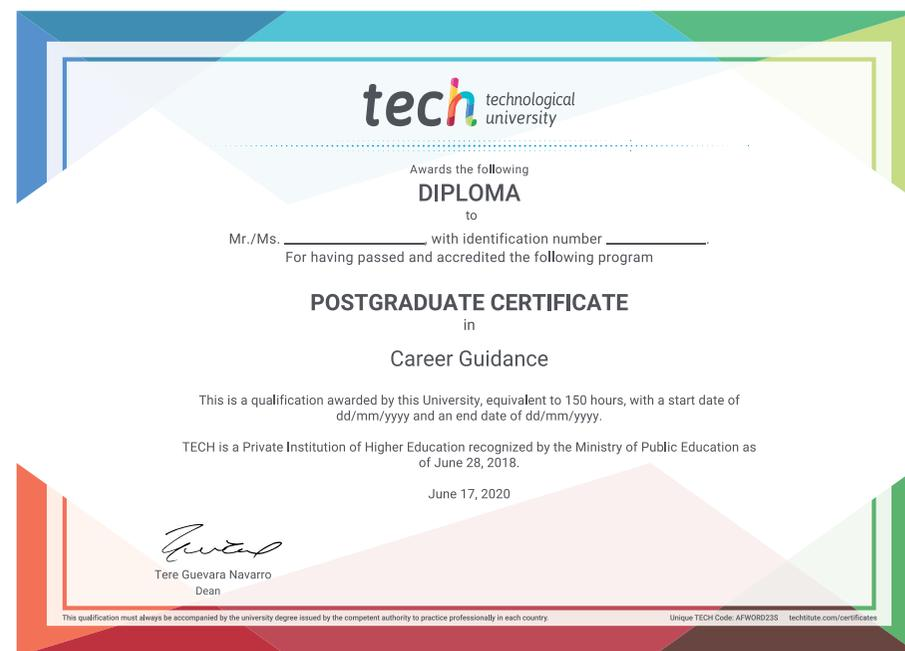 tech technological
university
Awards the following
DIPLOMA
to
Mr./Ms. ____________________, with identification number ______________.
For having passed and accredited the following program
POSTGRADUATE CERTIFICATE
in
Career Guidance
This is a qualification awarded by this University, equivalent to 150 hours, with a start date of
dd/mm/yyyy and an end date of dd/mm/yyyy.
TECH is a Private Institution of Higher Education recognized by the Ministry of Public Education as
of June 28, 2018.
June 17, 2020
Tere Guevara Navarro
Dean
This qualification must always be accompanied by the university degree issued by the competent authority to practice professionally in each country. Unique TECH Code: AFWORD23S techtitute.com/certificates